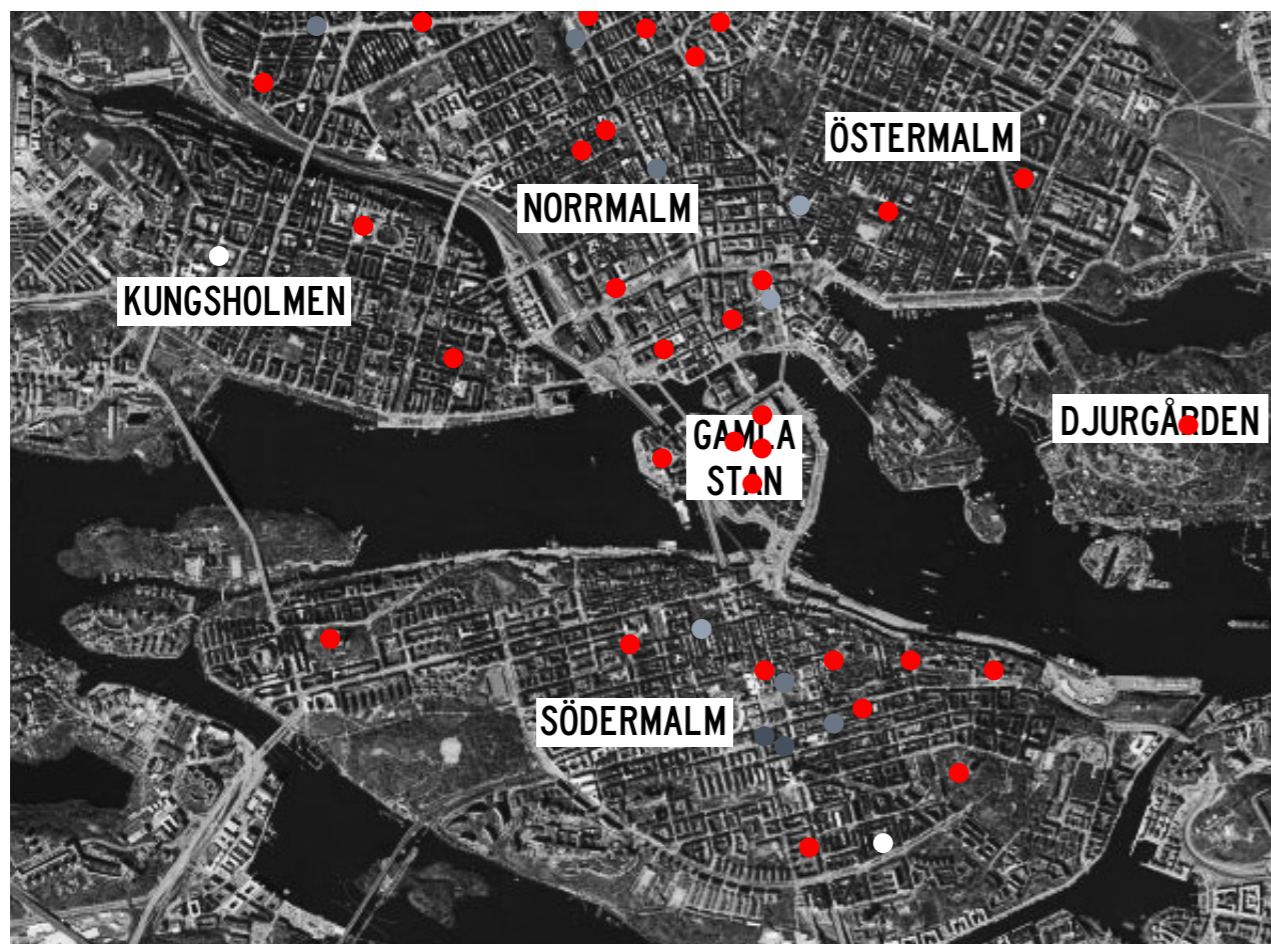 ÖSTERMALM
NORRMALM
KUNGSHOLMEN
DJURGÅRDEN
GAMLA
STAN
SÖDERMALM